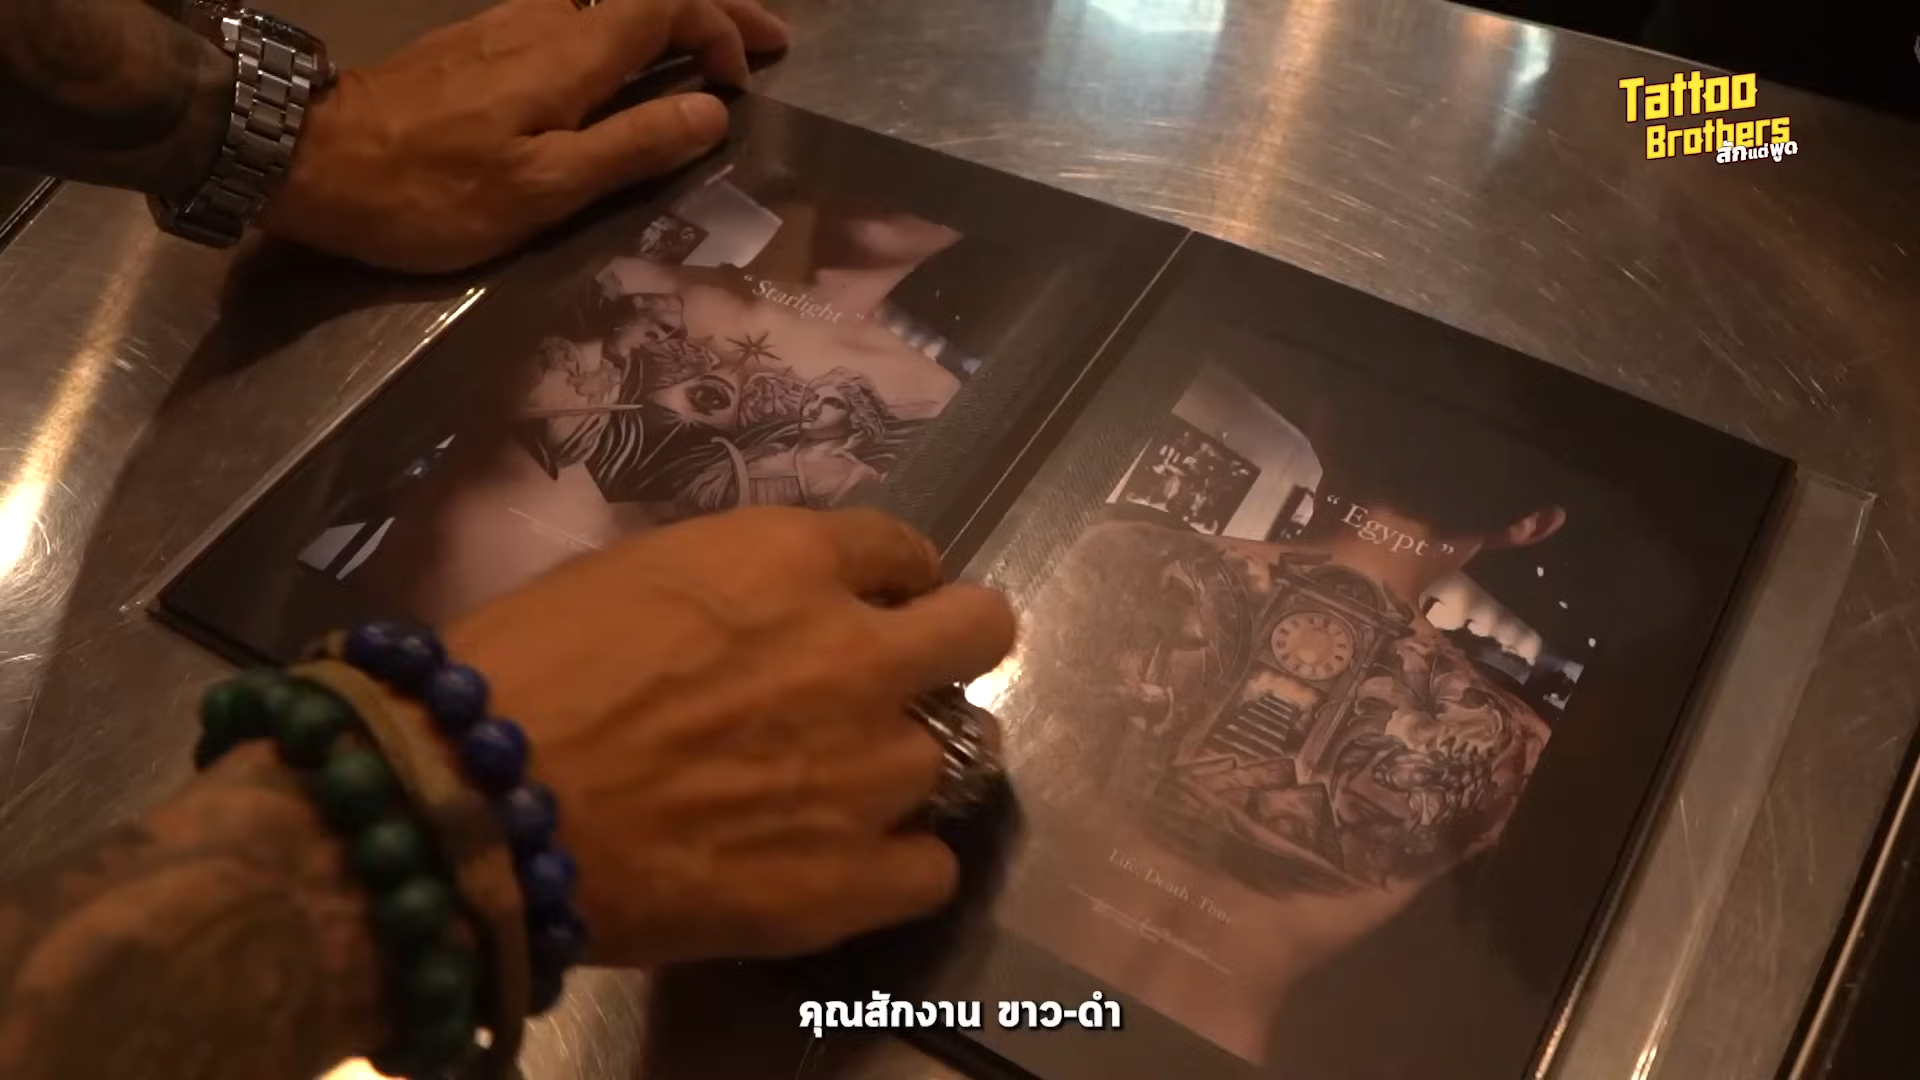 Tattoo
Brothers
สักแต่พูด
“ Starlight ”
“ Egypt ”
Life. Death. Time
คุณสักงาน ขาว-ดำ